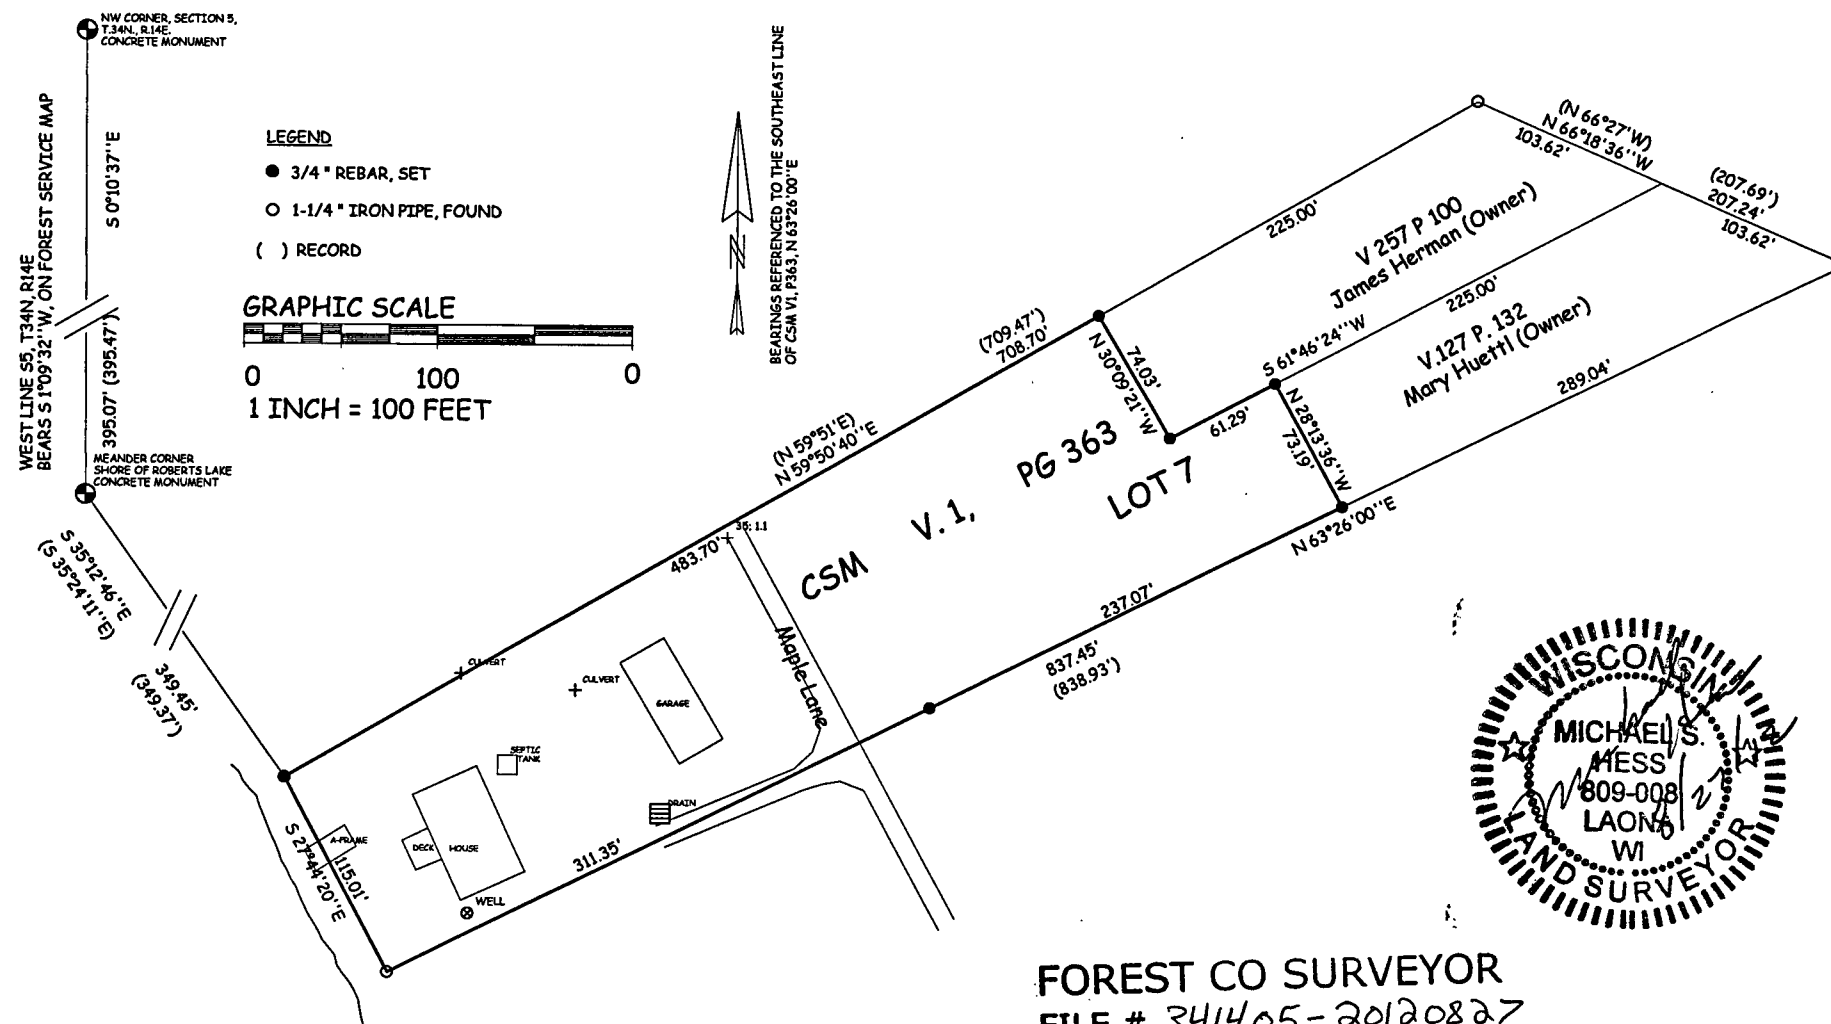 NW CORNER, SECTION 5,
T.34N., R.14E.
CONCRETE MONUMENT
WEST LINE S5, T34N, R14E
BEARS S 1°09'32''W, ON FOREST SERVICE MAP
S 0°10'37''E
395.07' (395.47')
LEGEND
3/4 " REBAR, SET
1-1/4 " IRON PIPE, FOUND
( ) RECORD
GRAPHIC SCALE
0 100 0
1 INCH = 100 FEET
N
BEARINGS REFERENCED TO THE SOUTHEAST LINE
OF CSM V1, P363, N 63°26'00''E
MEANDER CORNER
SHORE OF ROBERTS LAKE
CONCRETE MONUMENT
S 35°12'46''E
(S 35°24'11''E)
349.45'
(349.37')
(N 66°27'W)
N 66°18'36''W
103.62'
(207.69')
207.24'
103.62'
225.00'
V 257 P 100
James Herman (Owner)
225.00'
S 61°46'24''W
V.127 P. 132
Mary Huettl (Owner)
289.04'
(709.47')
708.70'
N 30°09'21''W
74.03'
61.29'
N 28°13'36''W
73.19'
(N 59°51'E)
N 59°50'40''E
483.70'
35; 1.1
CSM V. 1, PG 363
LOT 7
N 63°26'00''E
237.07'
837.45'
(838.93')
Maple Lane
CULVERT
CULVERT
GARAGE
SEPTIC
TANK
DRAIN
A-FRAME
DECK
HOUSE
WELL
S 27°44'20''E
115.01'
311.35'
WISCONSIN
MICHAEL S.
HESS
809-008
LAONA
WI
LAND SURVEYOR
FOREST CO SURVEYOR
FILE # 341405-20120827